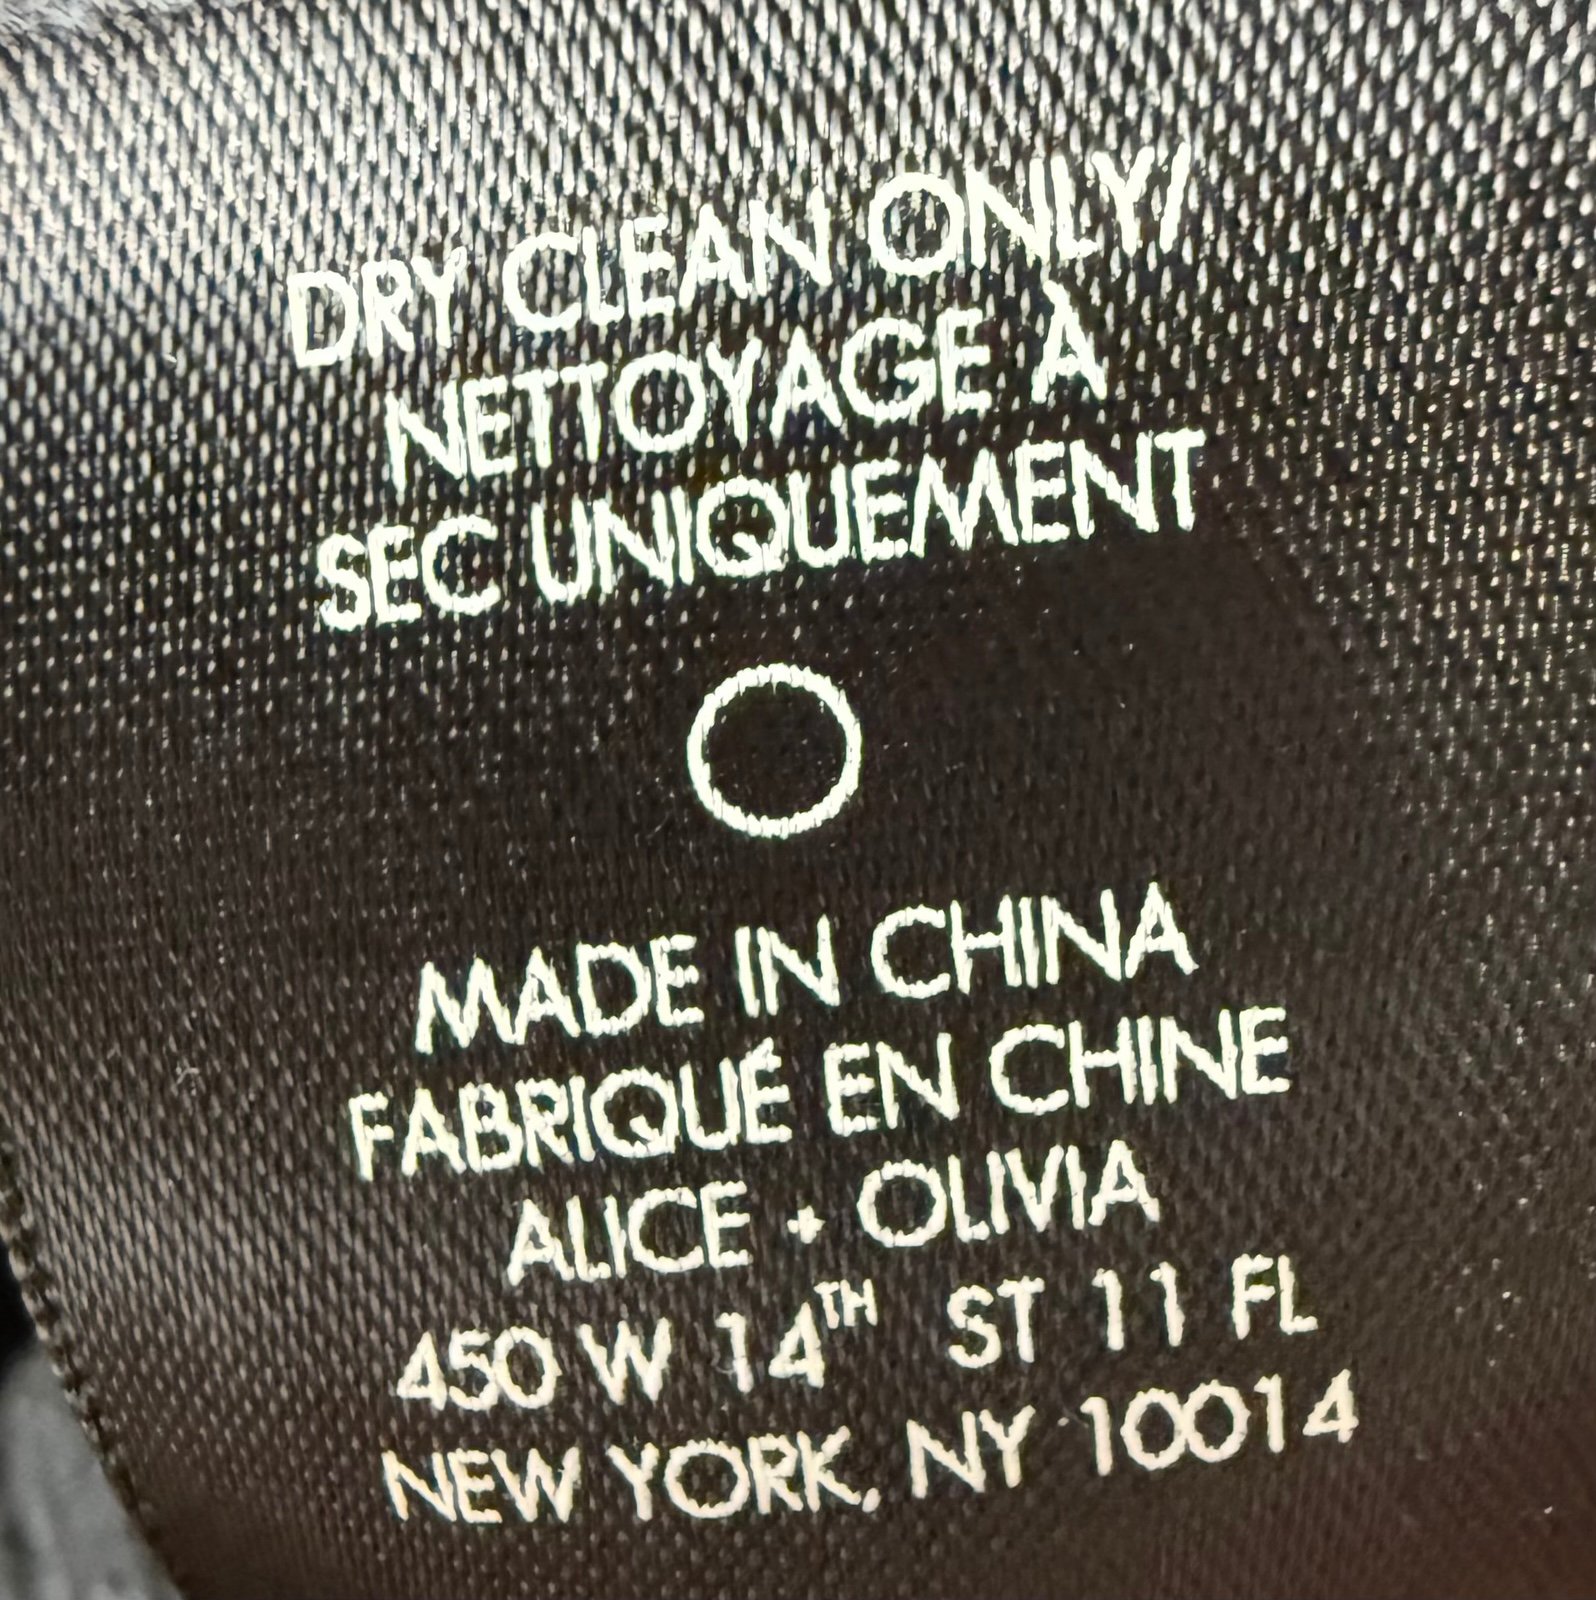 DRY CLEAN ONLY/
NETTOYAGE À
SEC UNIQUEMENT
MADE IN CHINA
FABRIQUÉ EN CHINE
ALICE + OLIVIA
450 W 14TH ST 11 FL
NEW YORK, NY 10014